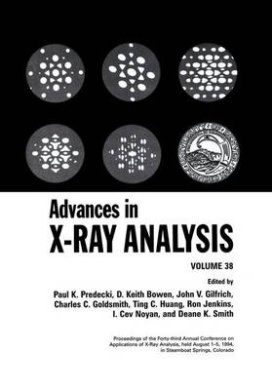 Advances in
X-RAY ANALYSIS
VOLUME 38
Edited by
Paul K. Predecki, D. Keith Bowen, John V. Gilfrich,
Charles C. Goldsmith, Ting C. Huang, Ron Jenkins,
I. Cev Noyan, and Deane K. Smith
Proceedings of the Forty-third Annual Conference on
Applications of X-Ray Analysis, held August 1–5, 1994,
in Steamboat Springs, Colorado